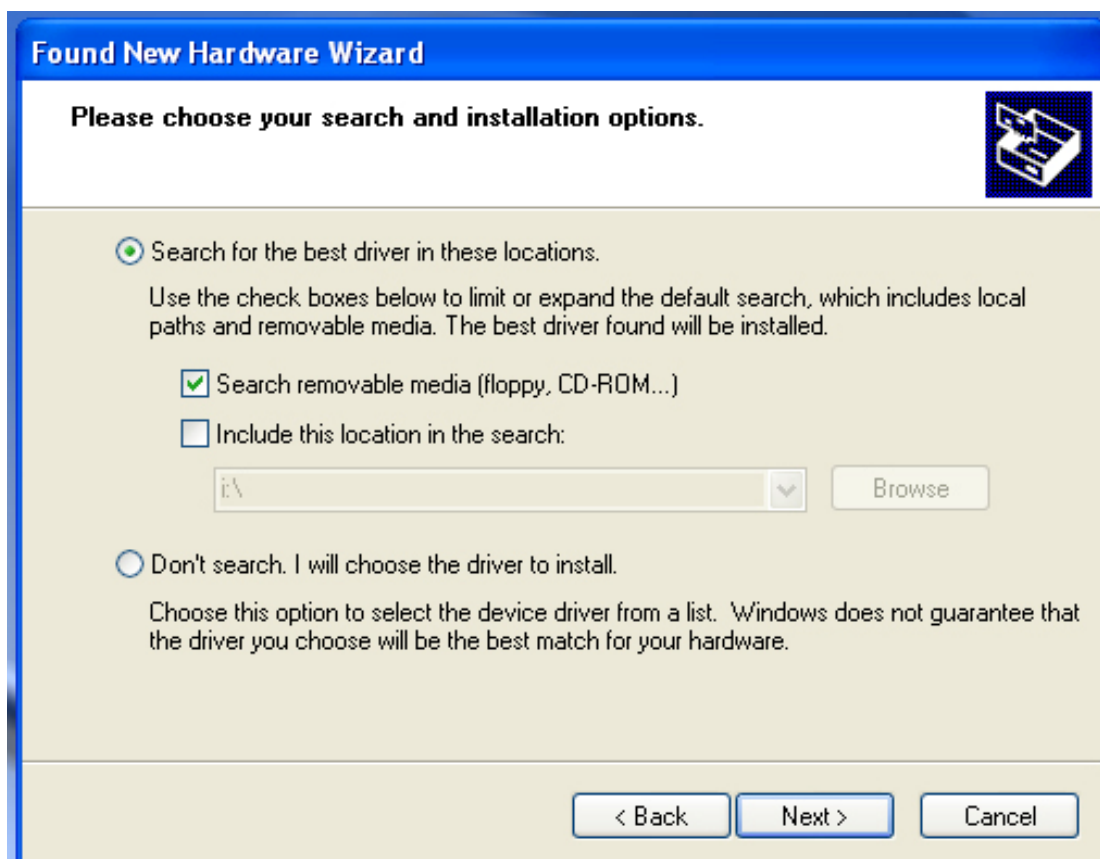 Found New Hardware Wizard
Please choose your search and installation options.
Search for the best driver in these locations.
Use the check boxes below to limit or expand the default search, which includes local
paths and removable media. The best driver found will be installed.
Search removable media (floppy, CD-ROM...)
Include this location in the search:
i:\
Browse
Don't search. I will choose the driver to install.
Choose this option to select the device driver from a list.  Windows does not guarantee that
the driver you choose will be the best match for your hardware.
< Back
Next >
Cancel